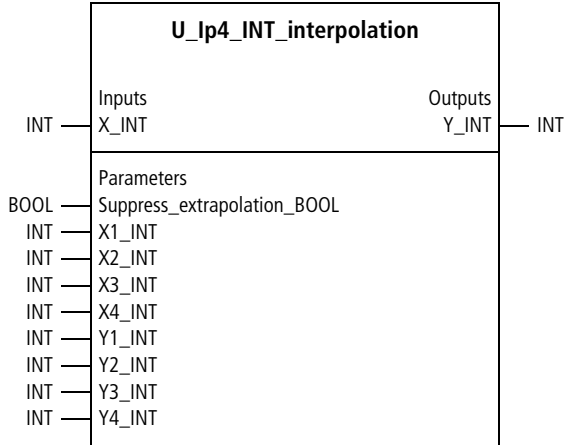 U_Ip4_INT_interpolation
Inputs Outputs
INT X_INT Y_INT INT
Parameters
BOOL Suppress_extrapolation_BOOL
INT X1_INT
INT X2_INT
INT X3_INT
INT X4_INT
INT Y1_INT
INT Y2_INT
INT Y3_INT
INT Y4_INT